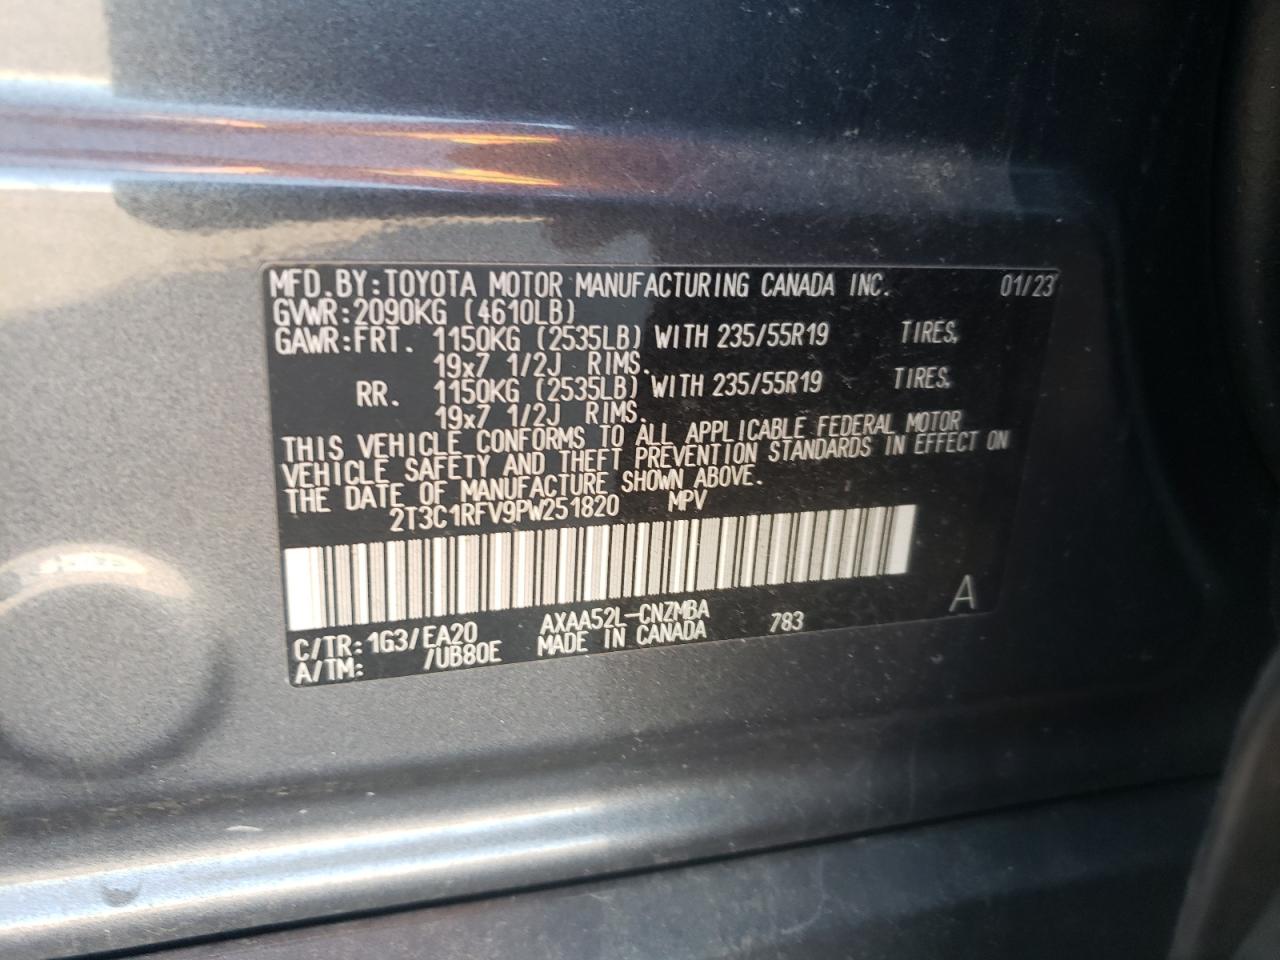 MFD.BY:TOYOTA MOTOR MANUFACTURING CANADA INC. 01/23
GVWR:2090KG (4610LB)
GAWR:FRT. 1150KG (2535LB) WITH 235/55R19 TIRES,
19x7 1/2J RIMS.
RR. 1150KG (2535LB) WITH 235/55R19 TIRES,
19x7 1/2J RIMS.
THIS VEHICLE CONFORMS TO ALL APPLICABLE FEDERAL MOTOR
VEHICLE SAFETY AND THEFT PREVENTION STANDARDS IN EFFECT ON
THE DATE OF MANUFACTURE SHOWN ABOVE.
2T3C1RFV9PW251820 MPV
A
C/TR:1G3/EA20 AXAA52L-CNZMBA 783
A/TM: /UB80E MADE IN CANADA